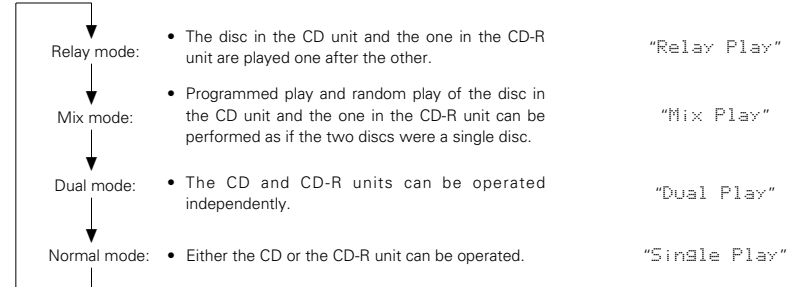 Relay mode: • The disc in the CD unit and the one in the CD-R "Relay Play"
unit are played one after the other.
Mix mode: • Programmed play and random play of the disc in "Mix Play"
the CD unit and the one in the CD-R unit can be
performed as if the two discs were a single disc.
Dual mode: • The CD and CD-R units can be operated "Dual Play"
independently.
Normal mode: • Either the CD or the CD-R unit can be operated. "Single Play"